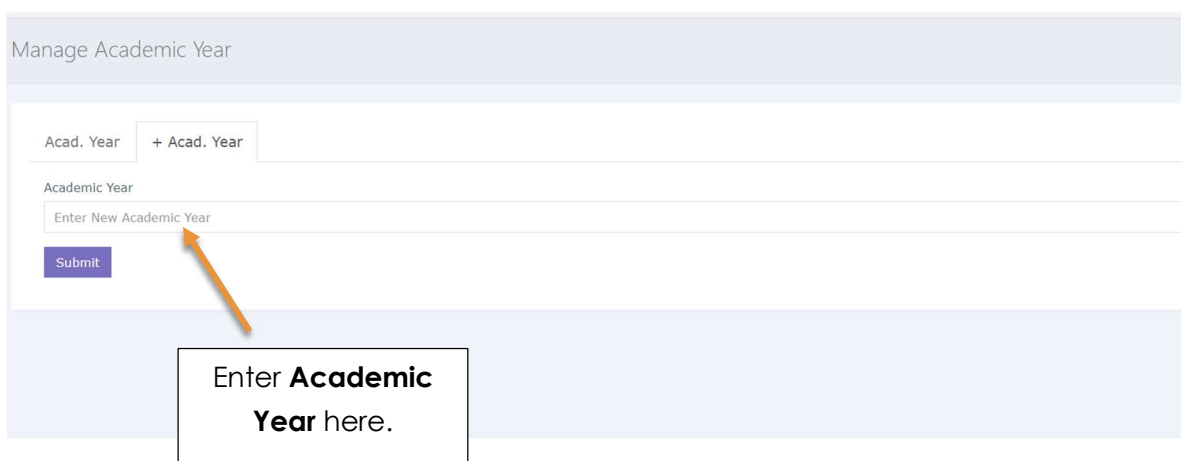 Manage Academic Year
Acad. Year + Acad. Year
Academic Year
Enter New Academic Year
Submit
Enter Academic
Year here.